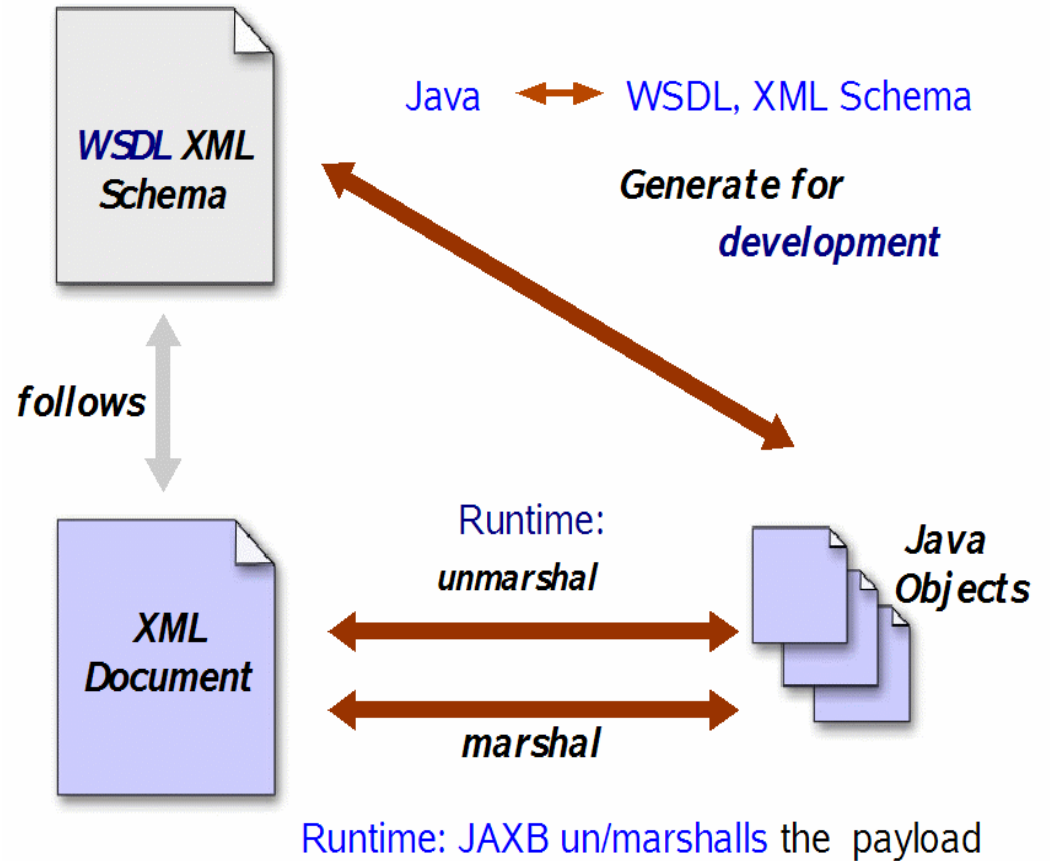 WSDL XML
Schema
Java WSDL, XML Schema
Generate for
development
follows
Runtime:
unmarshal
Java
Objects
XML
Document
marshal
Runtime: JAXB un/marshalls the payload